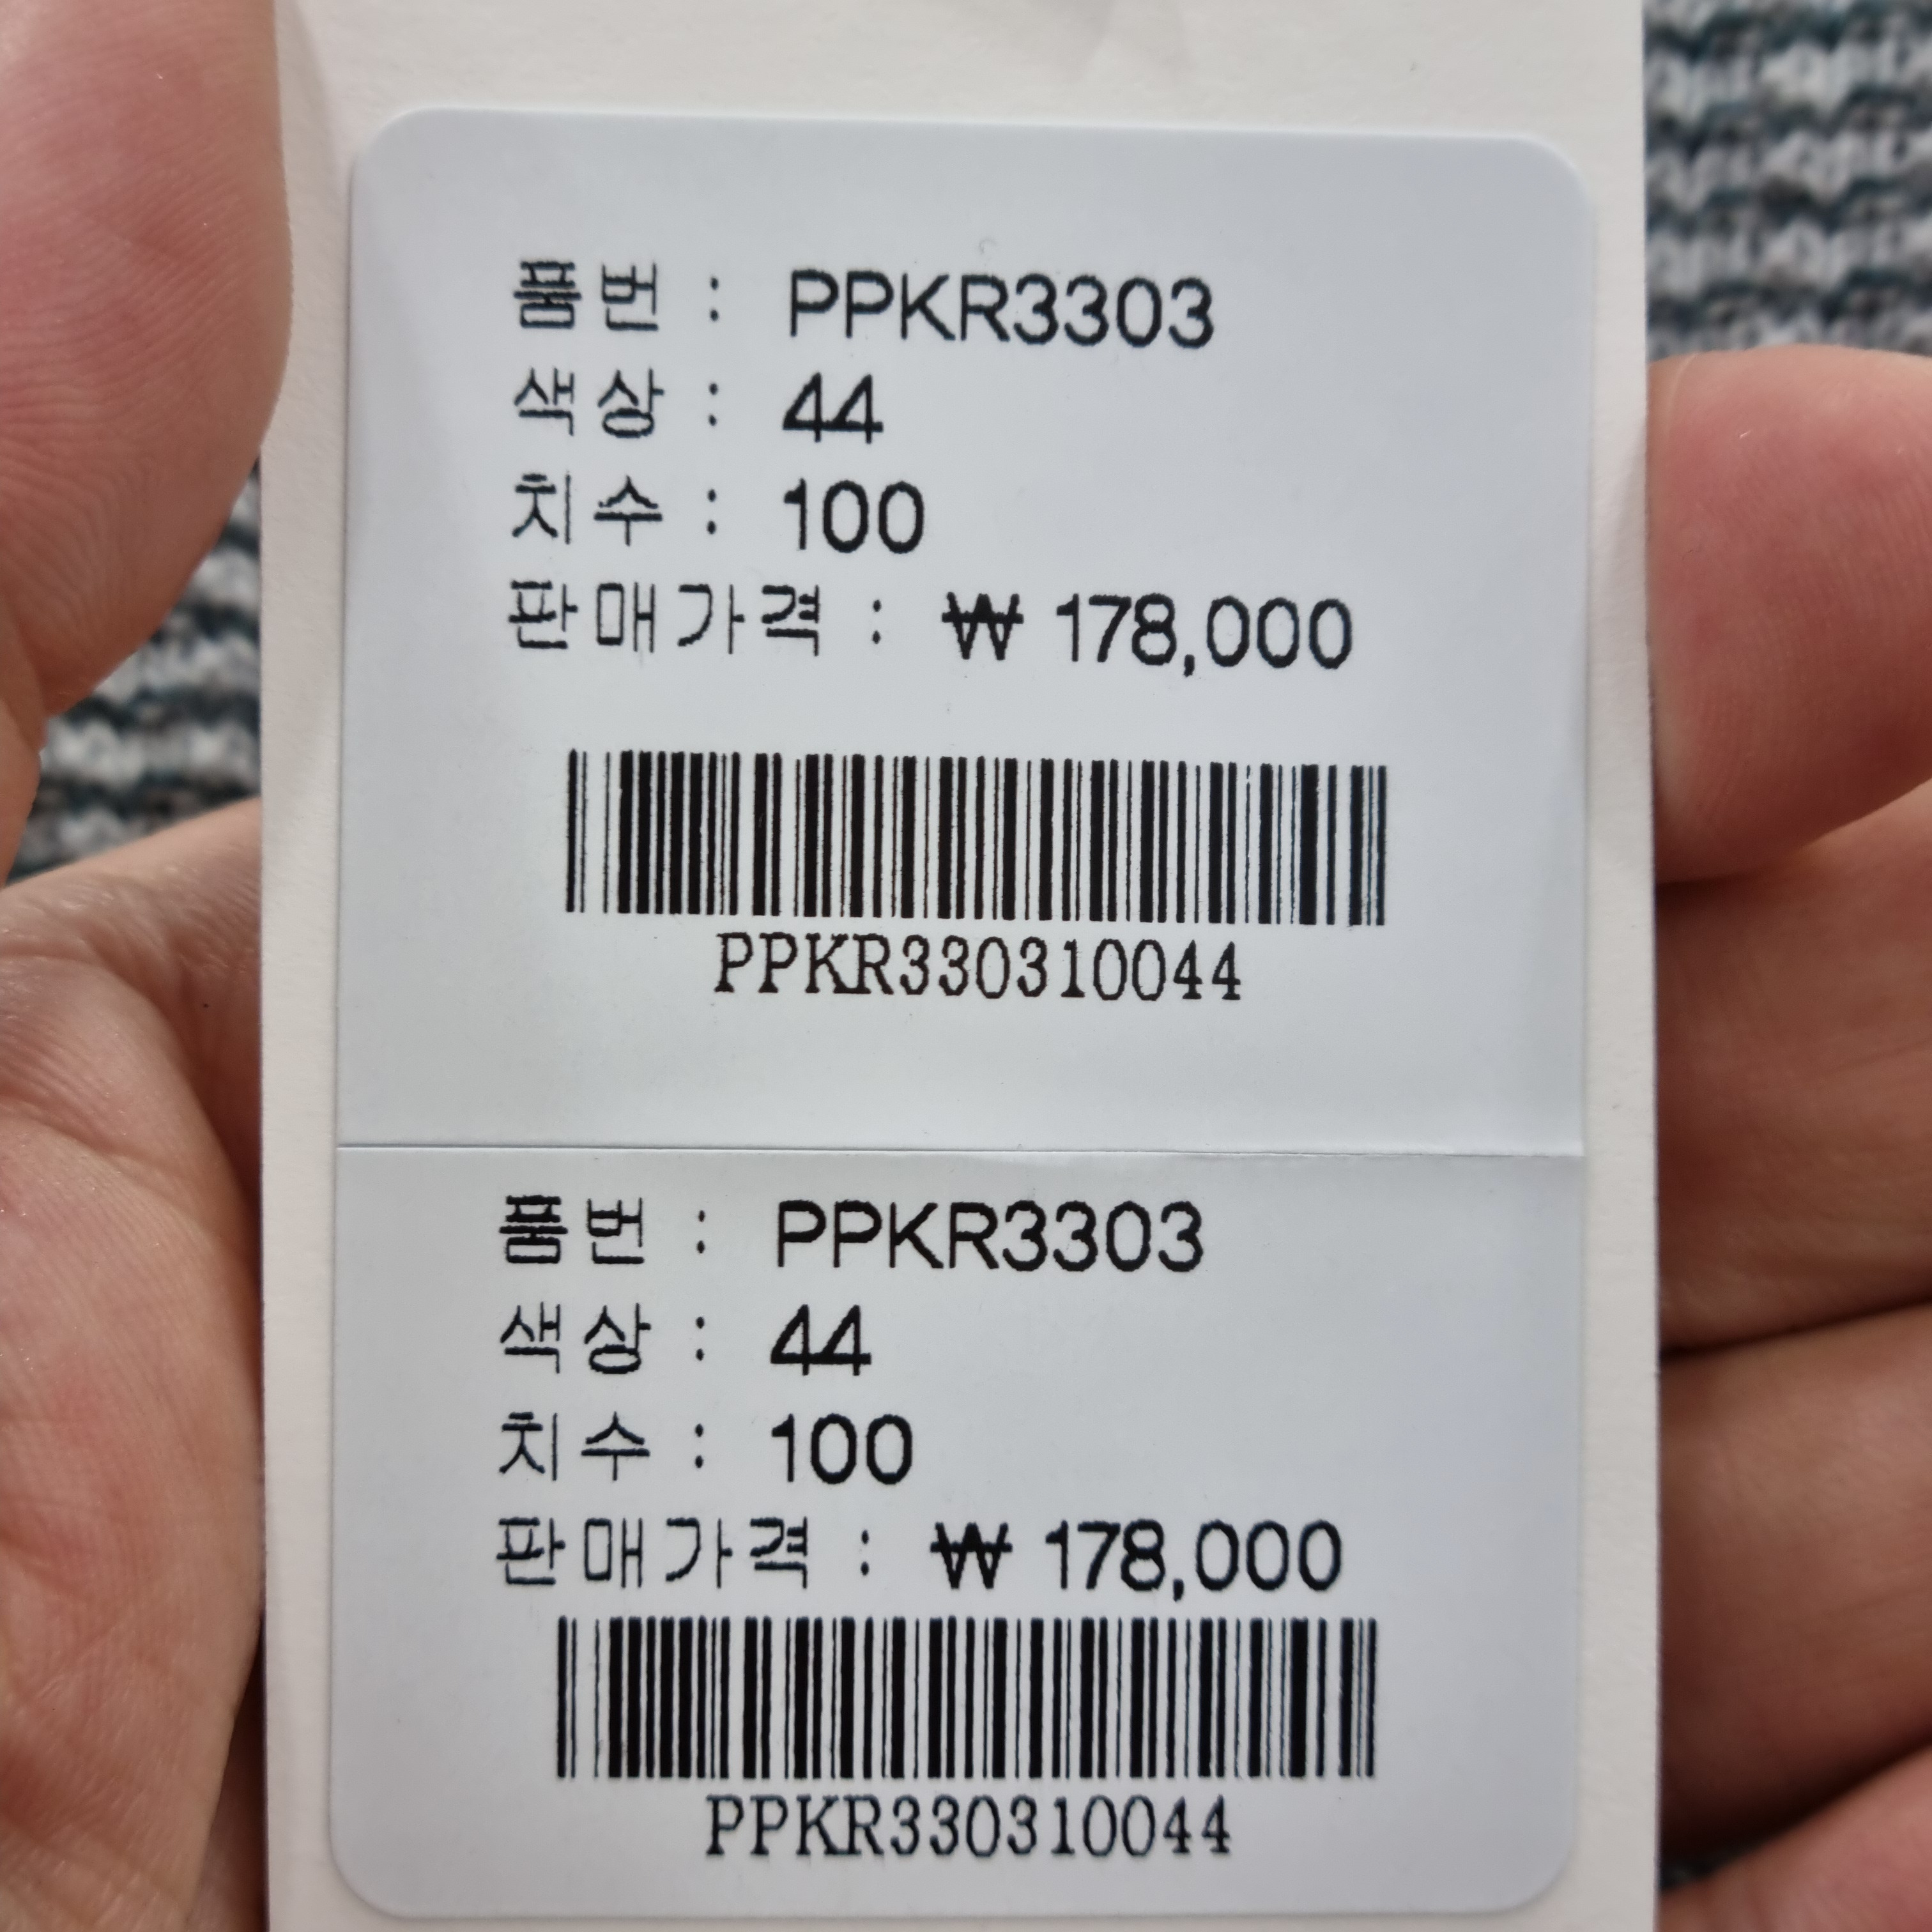 품번 : PPKR3303
색상 : 44
치수 : 100
판매가격 : ₩ 178,000
PPKR330310044
품번 : PPKR3303
색상 : 44
치수 : 100
판매가격 : ₩ 178,000
PPKR330310044